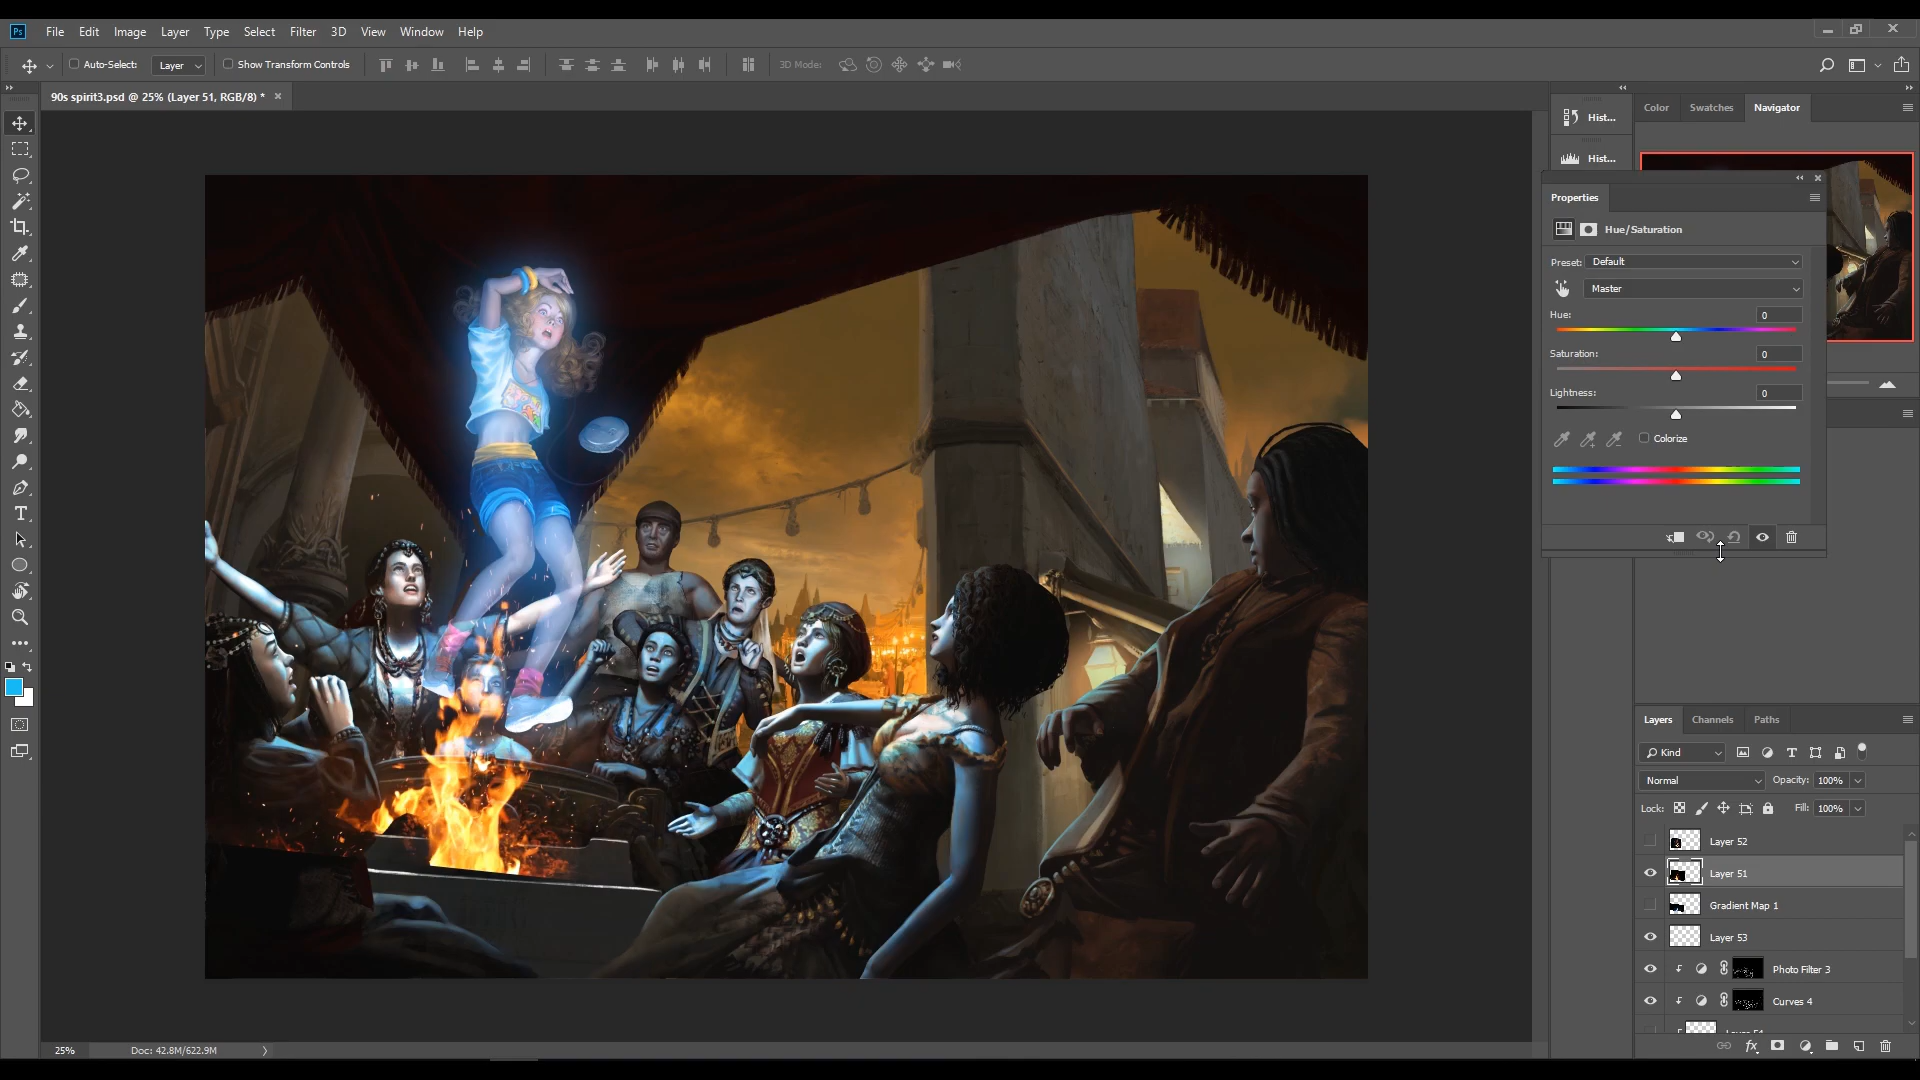 Ps File Edit Image Layer Type Select Filter 3D View Window Help
Auto-Select: Layer Show Transform Controls 3D Mode:
90s spirit3.psd @ 25% (Layer 51, RGB/8) *
Hist...
Hist...
Color Swatches Navigator
Properties
Hue/Saturation
Preset: Default
Master
Hue: 0
Saturation: 0
Lightness: 0
Colorize
Layers Channels Paths
Kind
Normal Opacity: 100%
Lock: Fill: 100%
Layer 52
Layer 51
Gradient Map 1
Layer 53
Photo Filter 3
Curves 4
25% Doc: 42.8M/622.9M